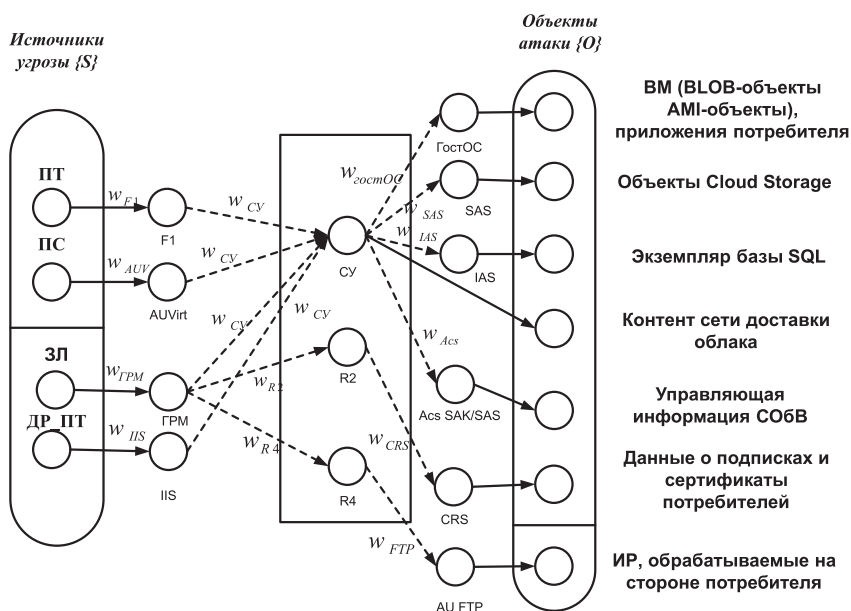 Источники
угрозы {S}
Объекты
атаки {O}
ПТ
w F1
F1
w СУ
ПС
w AUV
AUVirt
w СУ
ЗЛ
w ГРМ
ГРМ
w СУ
w СУ
w R2
w R4
ДР_ПТ
w IIS
IIS
СУ
R2
R4
w гостОС
w SAS
w IAS
w Acs
w CRS
w FTP
ГостОС
SAS
IAS
Acs SAK/SAS
CRS
AU FTP
ВМ (BLOB-объекты
AMI-объекты),
приложения потребителя
Объекты Cloud Storage
Экземпляр базы SQL
Контент сети доставки
облака
Управляющая
информация СОбВ
Данные о подписках и
сертификаты
потребителей
ИР, обрабатываемые на
стороне потребителя